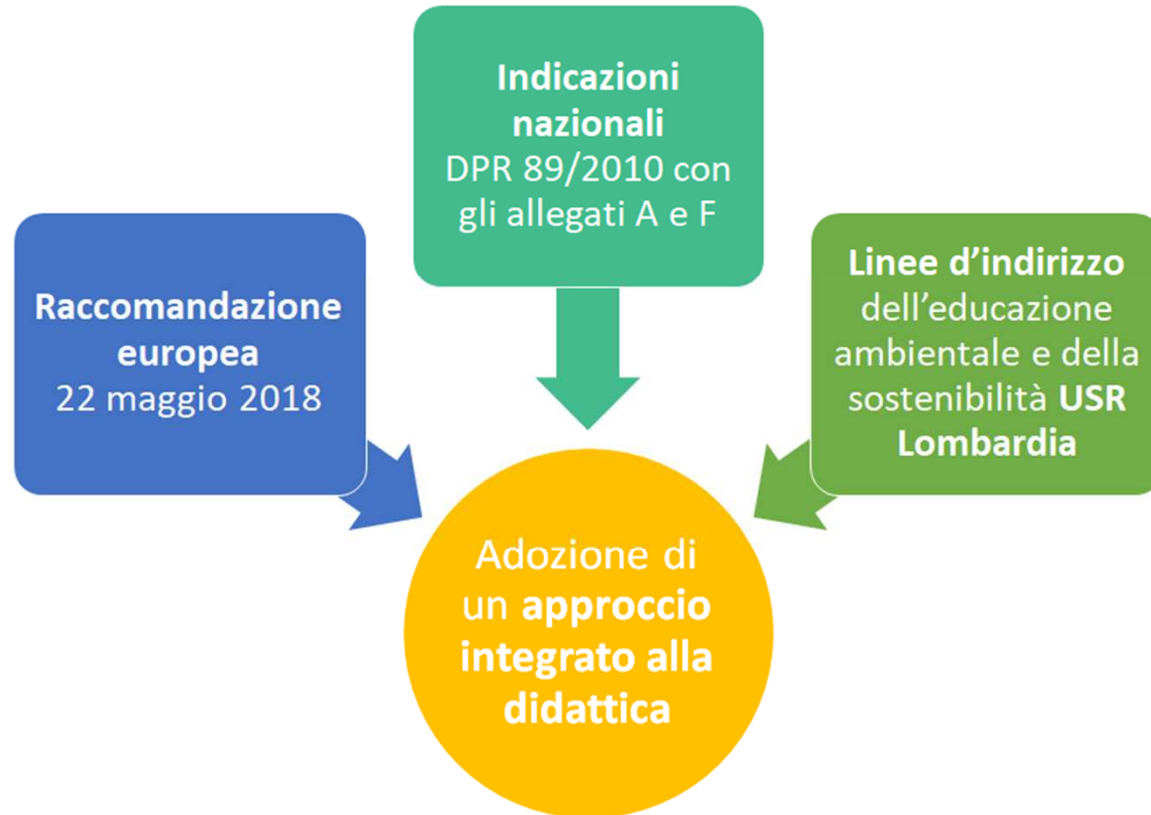 Indicazioni
nazionali
DPR 89/2010 con
gli allegati A e F
Raccomandazione
europea
22 maggio 2018
Linee d’indirizzo
dell’educazione
ambientale e della
sostenibilità USR
Lombardia
Adozione di
un approccio
integrato alla
didattica